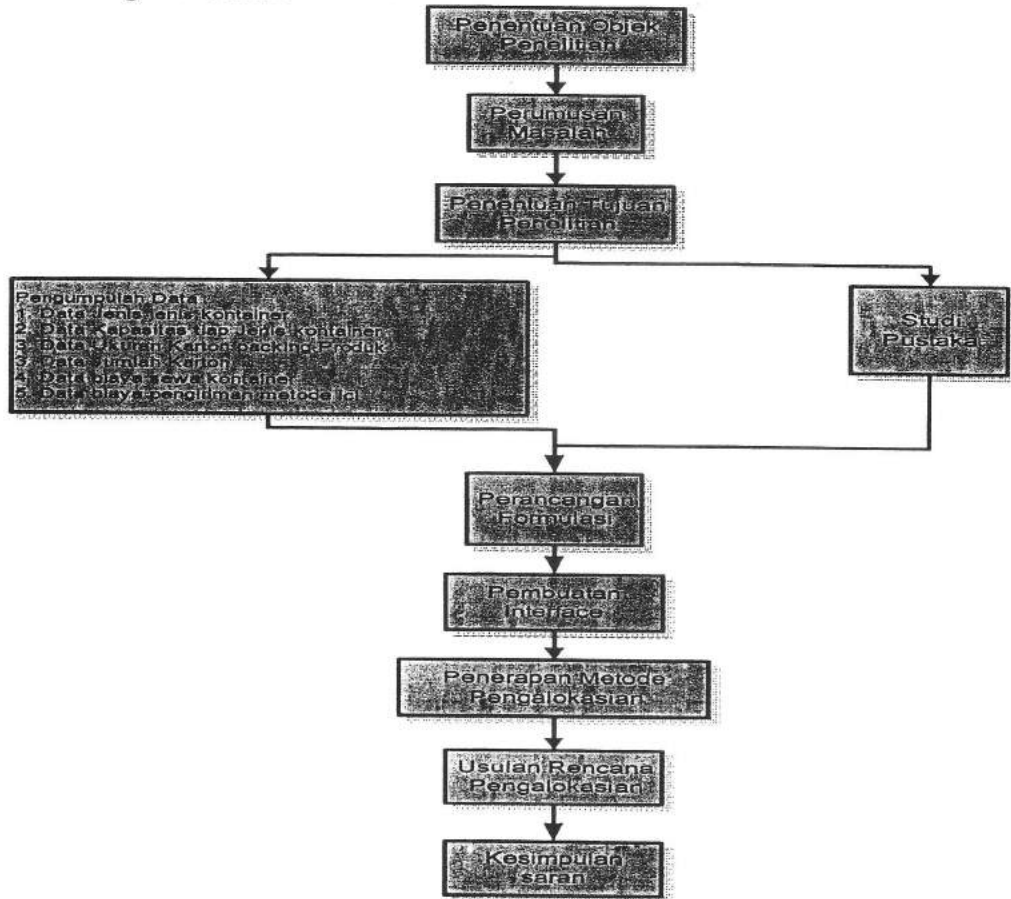 Penentuan Objek
Penelitian
Perumusan
Masalah
Penentuan Tujuan
Penelitian
Pengumpulan Data
1. Data Jenis-jenis kontainer
2. Data Kapasitas tiap Jenis kontainer
3. Data Ukuran Karton packing Produk
3. Data Jumlah Karton
4. Data biaya sewa kontainer
5. Data biaya pengiriman metode lcl
Studi
Pustaka
Perancangan
Formulasi
Pembuatan
Interface
Penerapan Metode
Pengalokasian
Usulan Rencana
Pengalokasian
Kesimpulan
saran